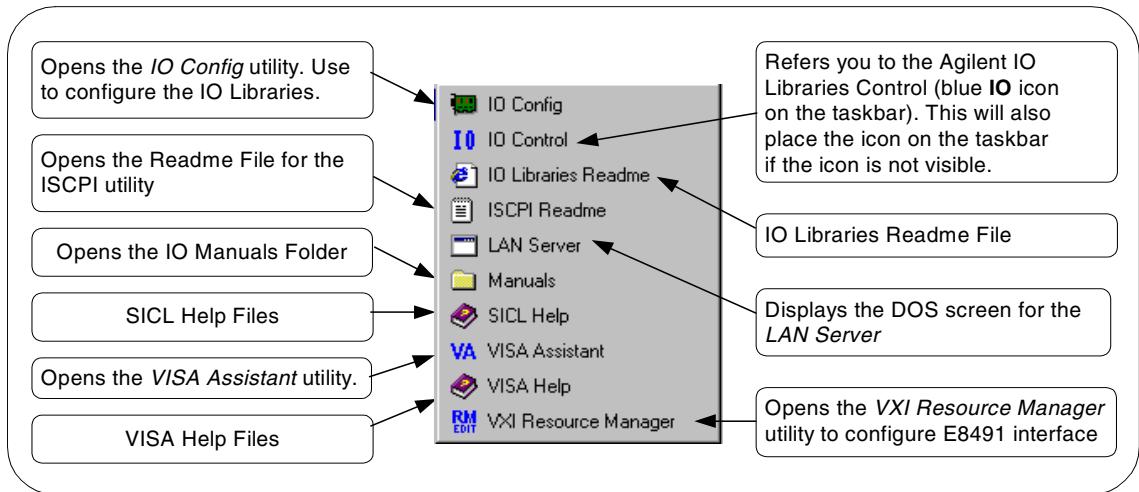 Opens the IO Config utility. Use
to configure the IO Libraries.
Opens the Readme File for the
ISCPI utility
Opens the IO Manuals Folder
SICL Help Files
Opens the VISA Assistant utility.
VISA Help Files
IO Config
IO IO Control
IO Libraries Readme
ISCPI Readme
LAN Server
Manuals
SICL Help
VA VISA Assistant
VISA Help
RM EDIT VXI Resource Manager
Refers you to the Agilent IO
Libraries Control (blue IO icon
on the taskbar). This will also
place the icon on the taskbar
if the icon is not visible.
IO Libraries Readme File
Displays the DOS screen for the
LAN Server
Opens the VXI Resource Manager
utility to configure E8491 interface